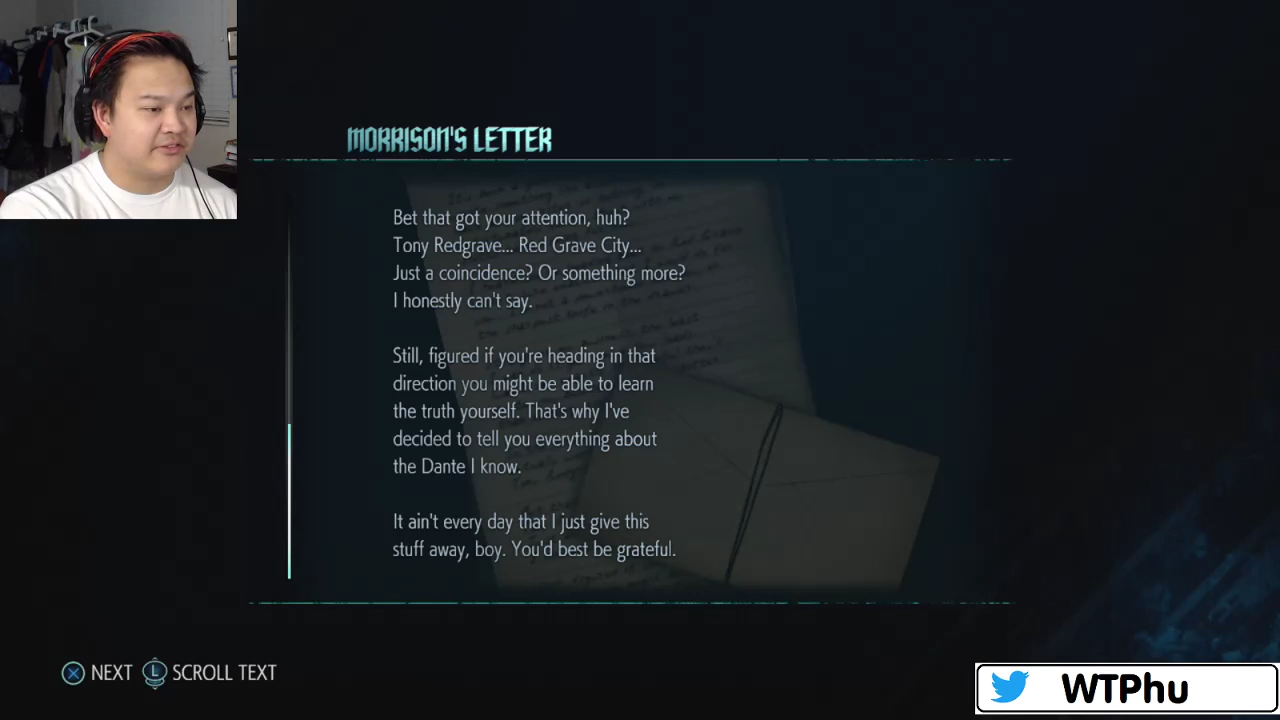 MORRISON'S LETTER
Bet that got your attention, huh?
Tony Redgrave... Red Grave City...
Just a coincidence? Or something more?
I honestly can't say.
Still, figured if you're heading in that
direction you might be able to learn
the truth yourself. That's why I've
decided to tell you everything about
the Dante I know.
It ain't every day that I just give this
stuff away, boy. You'd best be grateful.
L NEXT SCROLL TEXT
WTPhu